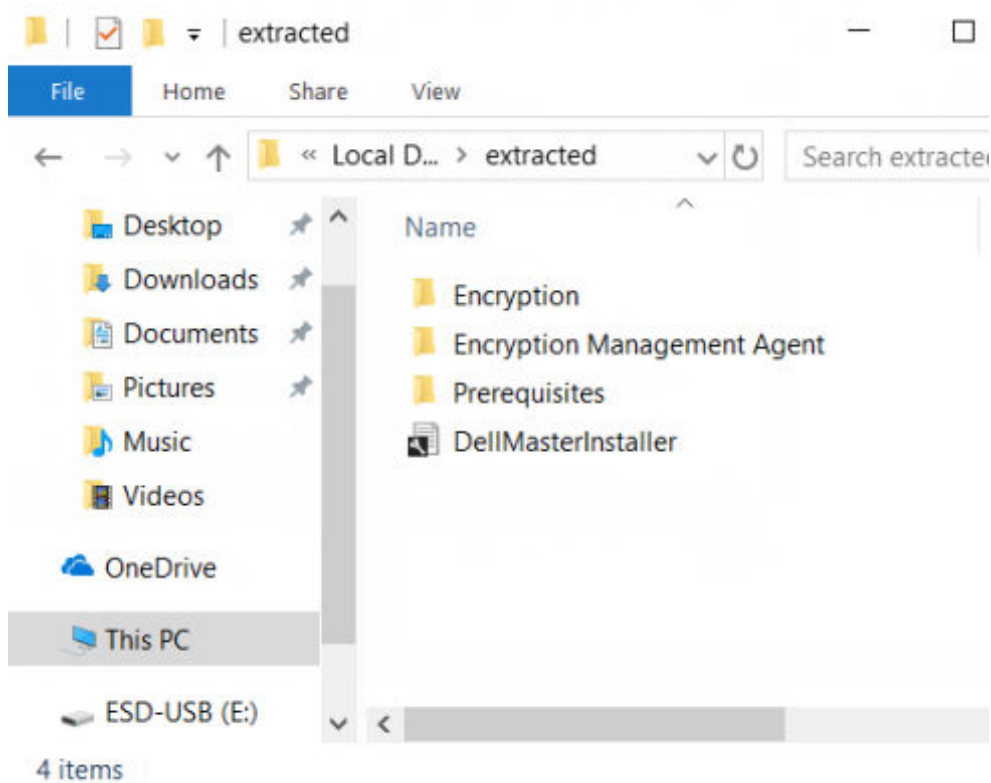 extracted
File Home Share View
« Local D... > extracted Search extracted
Desktop
Downloads
Documents
Pictures
Music
Videos
OneDrive
This PC
ESD-USB (E:)
Name
Encryption
Encryption Management Agent
Prerequisites
DellMasterInstaller
4 items